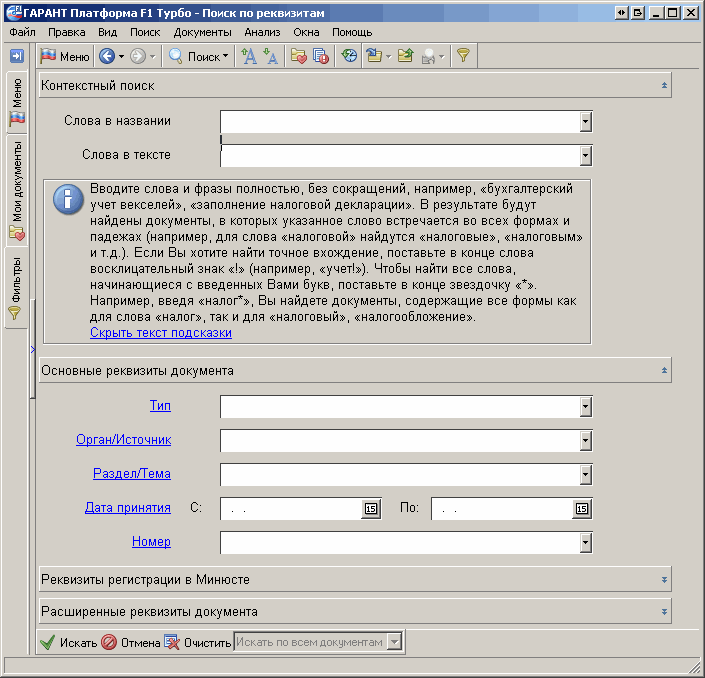 ГАРАНТ Платформа F1 Турбо - Поиск по реквизитам
Файл Правка Вид Поиск Документы Анализ Окна Помощь
Меню Поиск
Меню
Мои документы
Фильтры
Контекстный поиск
Слова в названии
Слова в тексте
Вводите слова и фразы полностью, без сокращений, например, «бухгалтерский
учет векселей», «заполнение налоговой декларации». В результате будут
найдены документы, в которых указанное слово встречается во всех формах и
падежах (например, для слова «налоговой» найдутся «налоговые», «налоговым»
и т.д.). Если Вы хотите найти точное вхождение, поставьте в конце слова
восклицательный знак «!» (например, «учет!»). Чтобы найти все слова,
начинающиеся с введенных Вами букв, поставьте в конце звездочку «*».
Например, введя «налог*», Вы найдете документы, содержащие все формы как
для слова «налог», так и для «налоговый», «налогообложение».
Скрыть текст подсказки
Основные реквизиты документа
Тип
Орган/Источник
Раздел/Тема
Дата принятия С: . . 15 По: . . 15
Номер
Реквизиты регистрации в Минюсте
Расширенные реквизиты документа
Искать Отмена Очистить Искать по всем документам